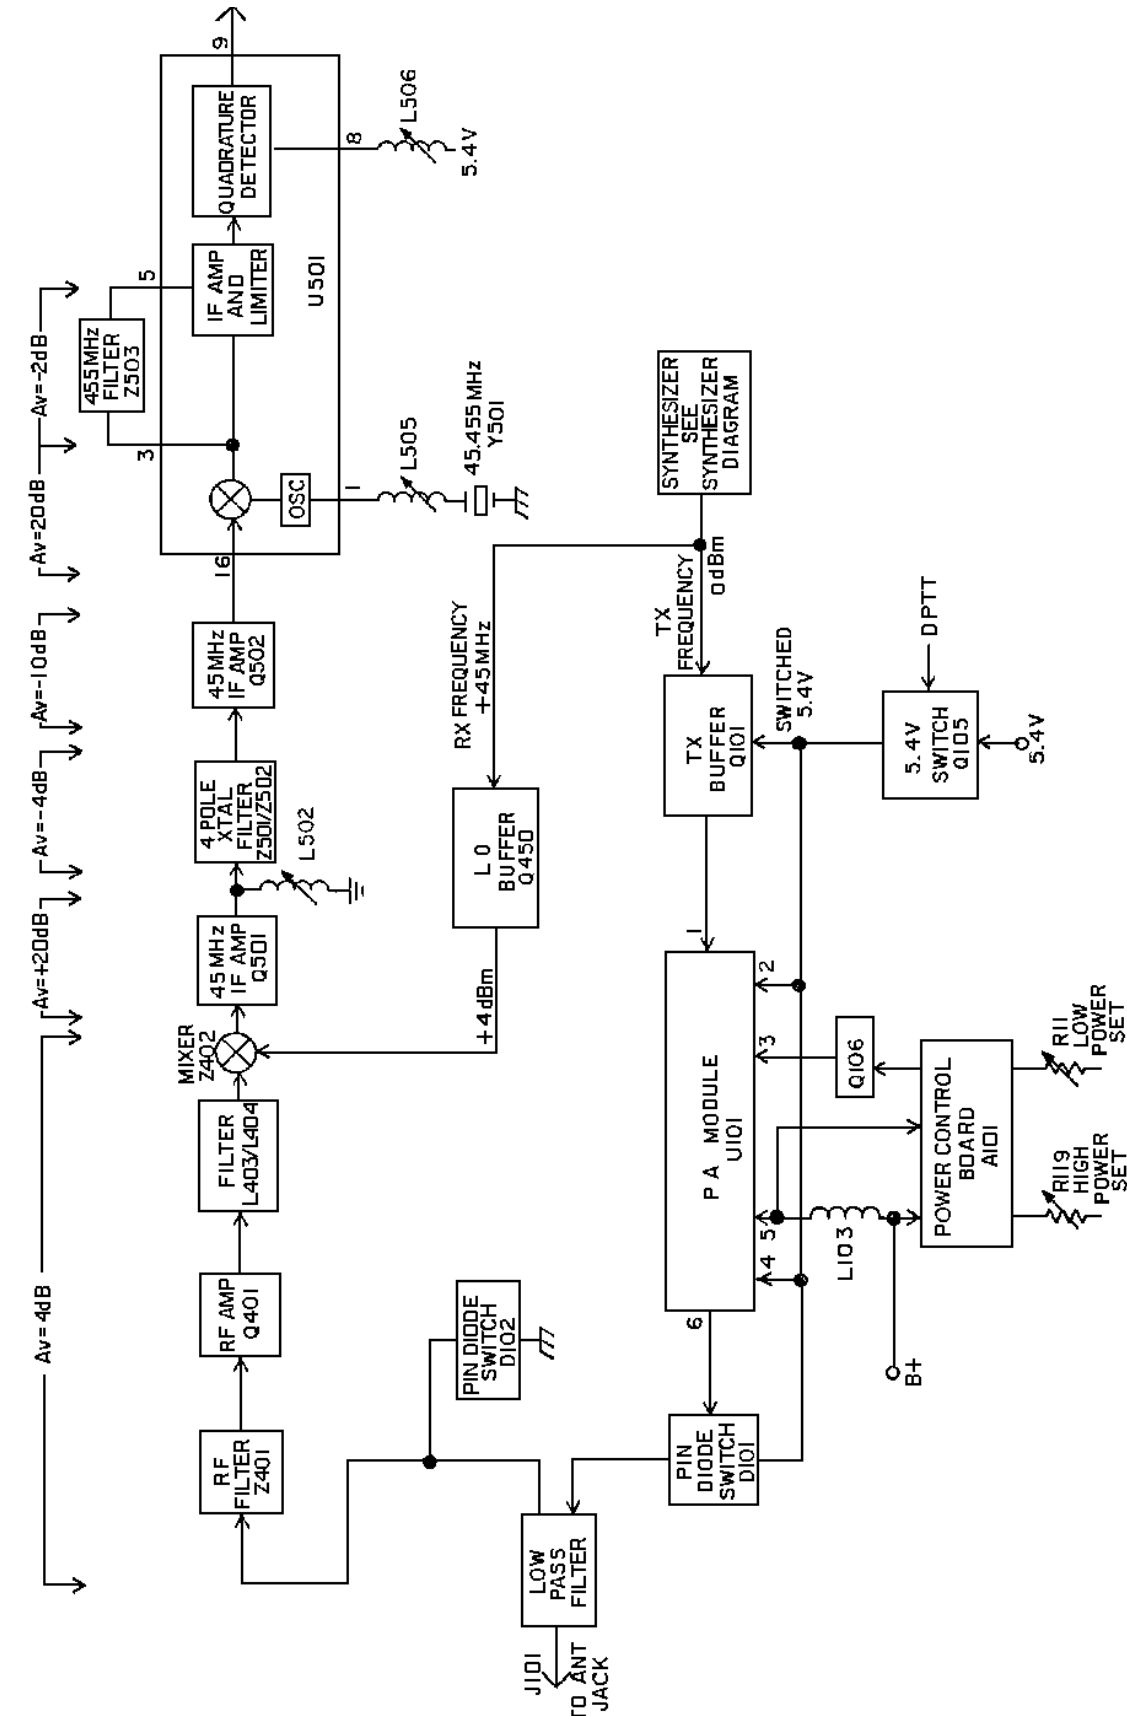 Av=4dB
Av=+20dB
Av=-4dB
Av=-10dB
Av=20dB
Av=-2dB
RF
FILTER
Z401
RF AMP
Q401
FILTER
L403/L404
MIXER
Z402
45 MHz
IF AMP
Q501
L502
4 POLE
XTAL
FILTER
Z501/Z502
45MHz
IF AMP
Q502
16
OSC
1
L505
45.455MHz
Y501
3
455MHz
FILTER
Z503
5
IF AMP
AND
LIMITER
U501
QUADRATURE
DETECTOR
9
8
L506
5.4V
PIN DIODE
SWITCH
D102
+4dBm
LO
BUFFER
Q450
RX FREQUENCY
+45MHz
SYNTHESIZER
SEE
SYNTHESIZER
DIAGRAM
0dBm
TX
FREQUENCY
J101
TO ANT
JACK
LOW
PASS
FILTER
PIN
DIODE
SWITCH
D101
6
PA MODULE
U101
1
4
5
3
2
TX
BUFFER
Q101
SWITCHED
5.4V
5.4V
SWITCH
Q105
DPTT
5.4V
L103
B+
Q106
POWER CONTROL
BOARD
A101
R119
HIGH
POWER
SET
R11
LOW
POWER
SET